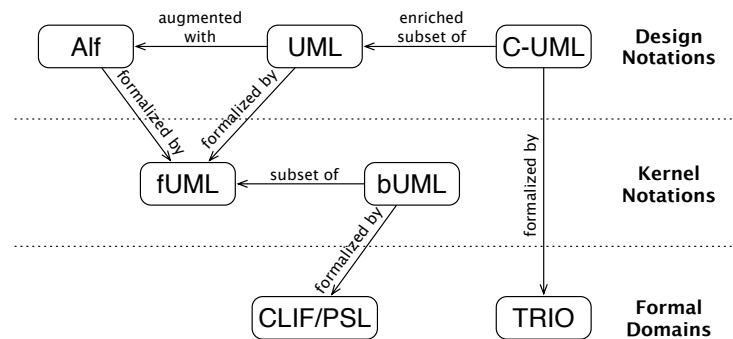 augmented
with
enriched
subset of
Alf
UML
C-UML
Design
Notations
formalized by
formalized by
formalized by
fUML
subset of
bUML
Kernel
Notations
formalized by
CLIF/PSL
TRIO
Formal
Domains